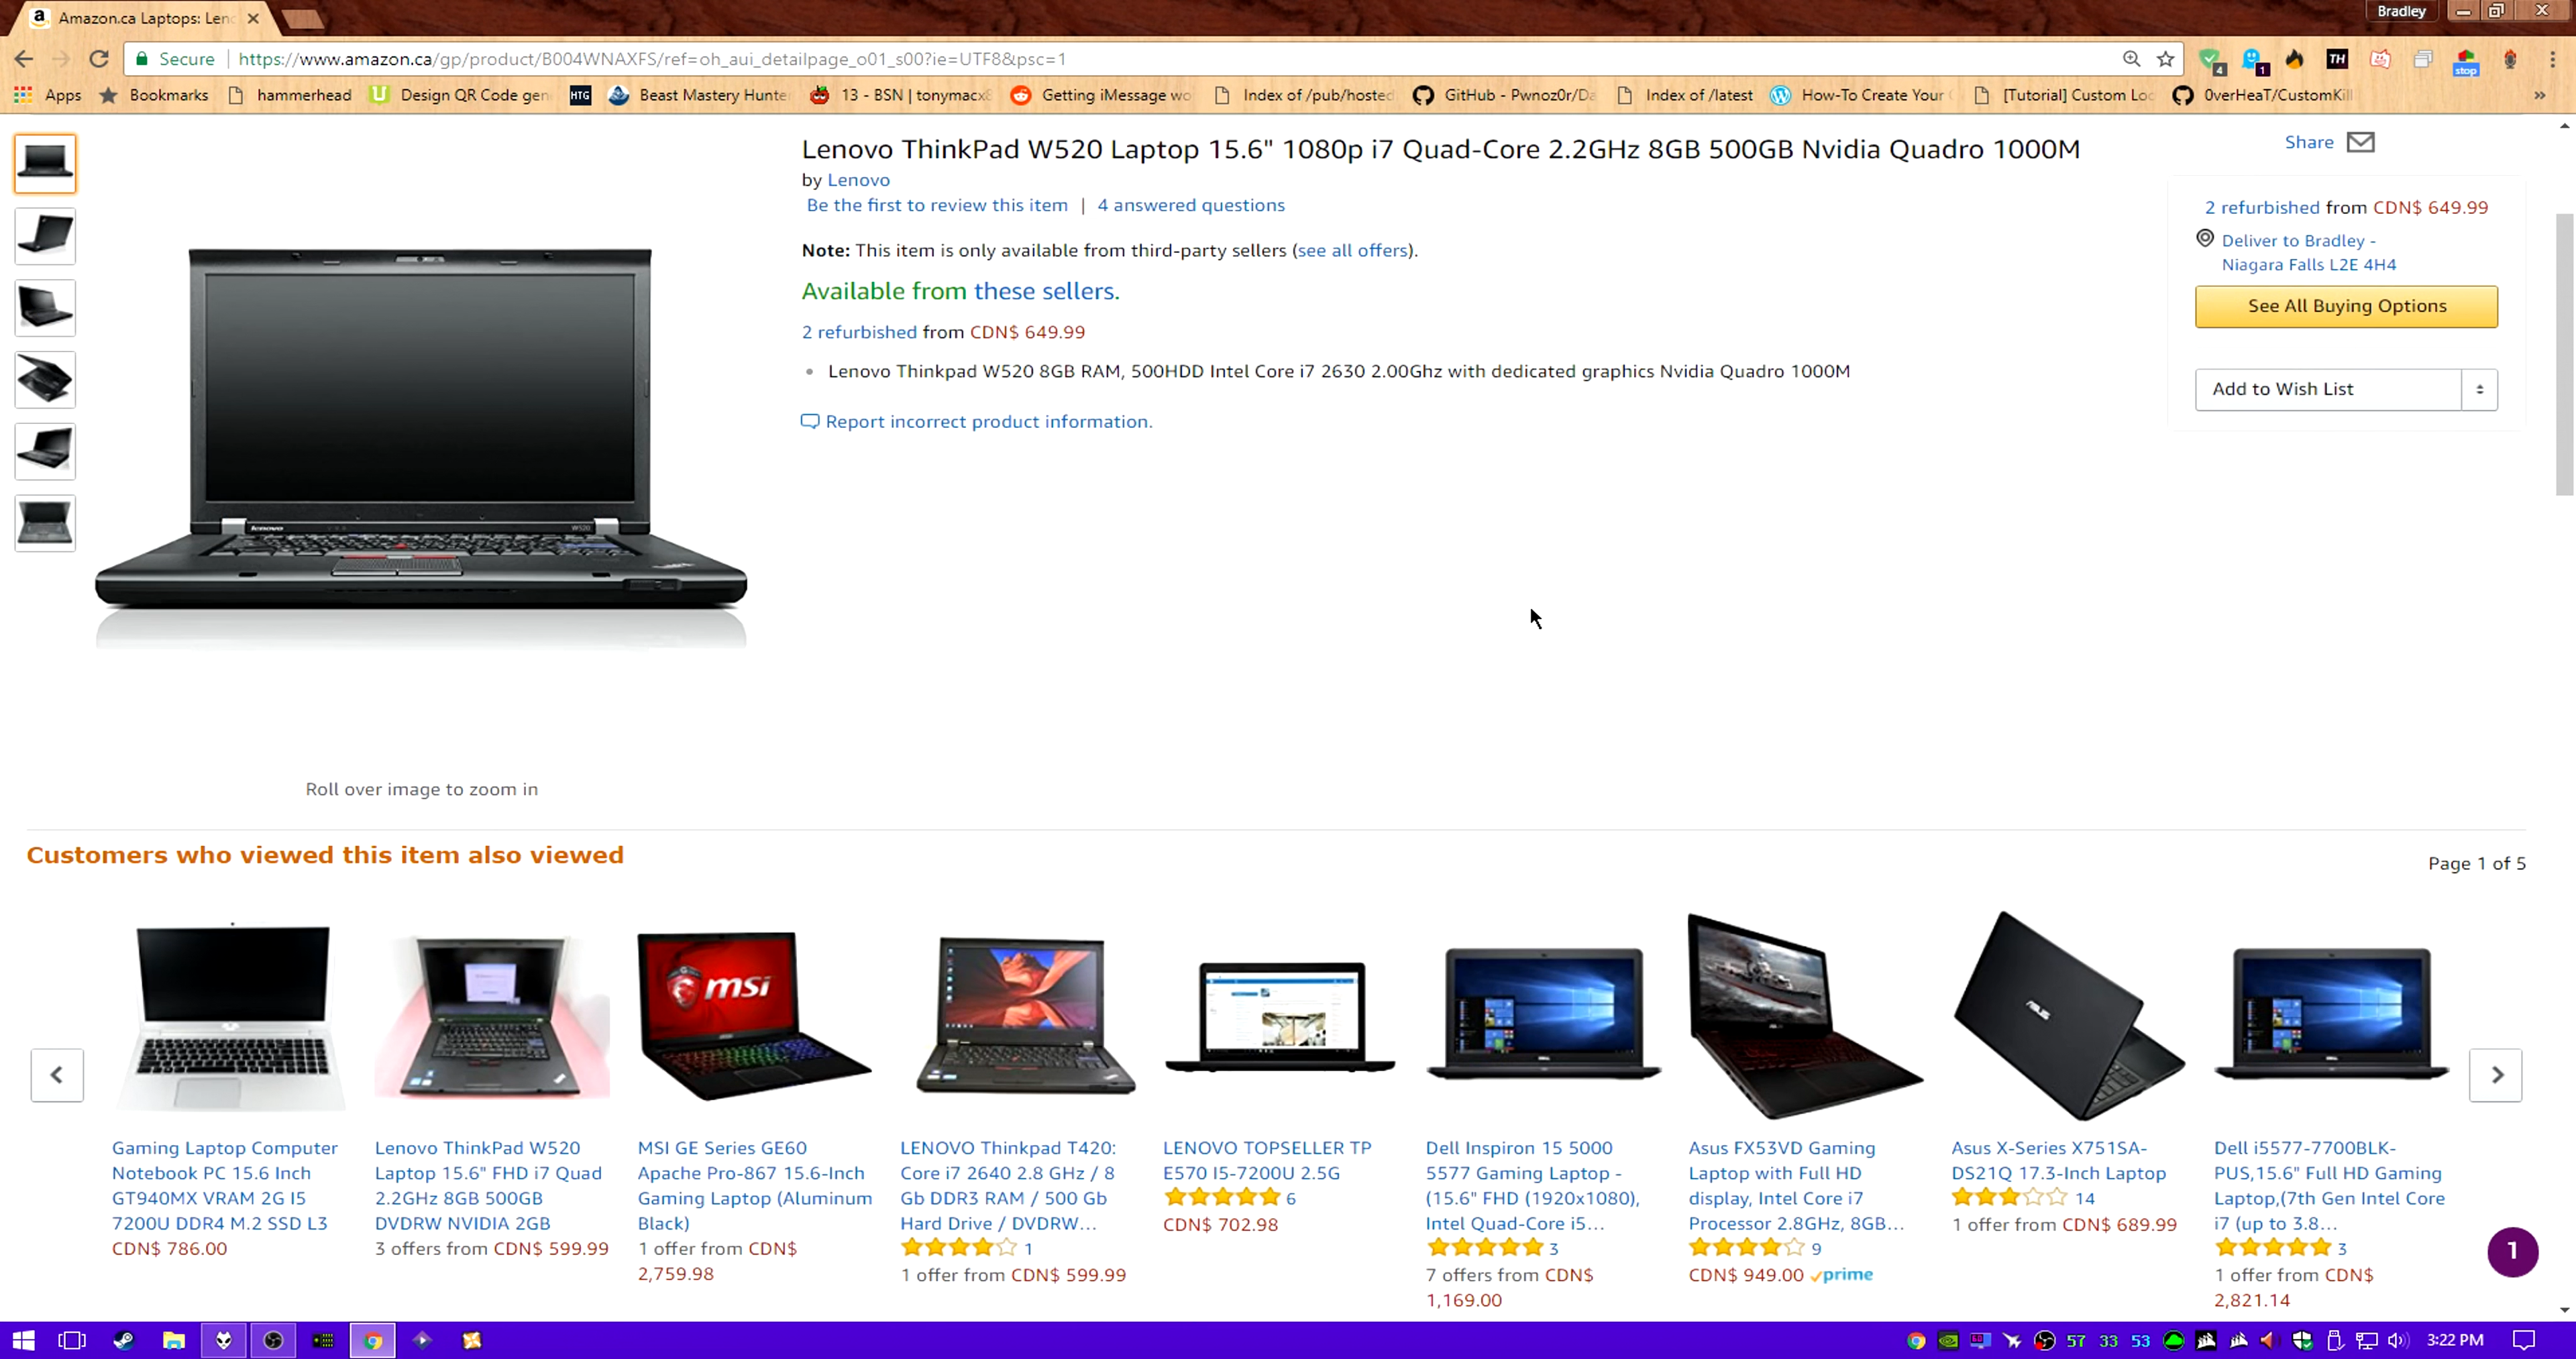 Amazon.ca Laptops: Len
Bradley
Secure
https://www.amazon.ca/gp/product/B004WNAXFS/ref=oh_aui_detailpage_o01_s00?ie=UTF8&psc=1
4
1
TH
stop
Apps
Bookmarks
hammerhead
U
Design QR Code gen
HTG
Beast Mastery Hunte
13 - BSN | tonymacx8
Getting iMessage wo
Index of /pub/hosted
GitHub - Pwnoz0r/Da
Index of /latest
How-To Create Your
[Tutorial] Custom Loc
0verHeaT/CustomKill
»
Lenovo ThinkPad W520 Laptop 15.6" 1080p i7 Quad-Core 2.2GHz 8GB 500GB Nvidia Quadro 1000M
by Lenovo
Be the first to review this item | 4 answered questions
Note: This item is only available from third-party sellers (see all offers).
Available from these sellers.
2 refurbished from CDN$ 649.99
Lenovo Thinkpad W520 8GB RAM, 500HDD Intel Core i7 2630 2.00Ghz with dedicated graphics Nvidia Quadro 1000M
Report incorrect product information.
Share
2 refurbished from CDN$ 649.99
Deliver to Bradley -
Niagara Falls L2E 4H4
See All Buying Options
Add to Wish List
lenovo
W520
Roll over image to zoom in
Customers who viewed this item also viewed
Page 1 of 5
msi
ASUS
Gaming Laptop Computer
Notebook PC 15.6 Inch
GT940MX VRAM 2G I5
7200U DDR4 M.2 SSD L3
CDN$ 786.00
Lenovo ThinkPad W520
Laptop 15.6" FHD i7 Quad
2.2GHz 8GB 500GB
DVDRW NVIDIA 2GB
3 offers from CDN$ 599.99
MSI GE Series GE60
Apache Pro-867 15.6-Inch
Gaming Laptop (Aluminum
Black)
1 offer from CDN$
2,759.98
LENOVO Thinkpad T420:
Core i7 2640 2.8 GHz / 8
Gb DDR3 RAM / 500 Gb
Hard Drive / DVDRW...
1
1 offer from CDN$ 599.99
LENOVO TOPSELLER TP
E570 I5-7200U 2.5G
6
CDN$ 702.98
Dell Inspiron 15 5000
5577 Gaming Laptop -
(15.6" FHD (1920x1080),
Intel Quad-Core i5...
3
7 offers from CDN$
1,169.00
Asus FX53VD Gaming
Laptop with Full HD
display, Intel Core i7
Processor 2.8GHz, 8GB...
9
CDN$ 949.00 prime
Asus X-Series X751SA-
DS21Q 17.3-Inch Laptop
14
1 offer from CDN$ 689.99
Dell i5577-7700BLK-
PUS,15.6" Full HD Gaming
Laptop,(7th Gen Intel Core
i7 (up to 3.8...
3
1 offer from CDN$
2,821.14
1
57 33 53
3:22 PM